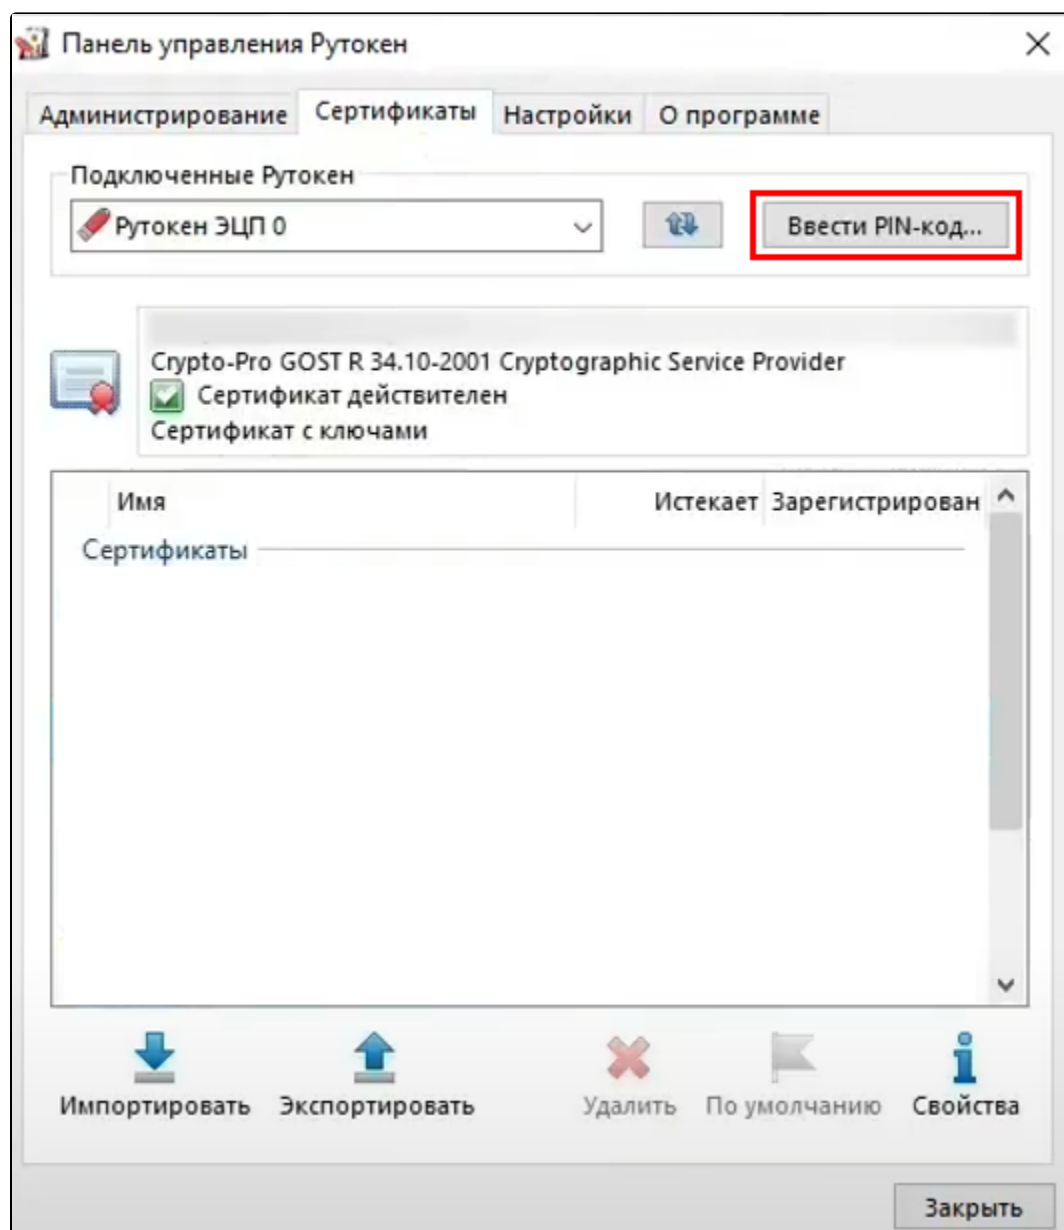 Панель управления Рутокен
Администрирование Сертификаты Настройки О программе
Подключенные Рутокен
Рутокен ЭЦП 0 Ввести PIN-код...
Crypto-Pro GOST R 34.10-2001 Cryptographic Service Provider
Сертификат действителен
Сертификат с ключами
Имя Истекает Зарегистрирован
Сертификаты
Импортировать Экспортировать Удалить По умолчанию Свойства
Закрыть